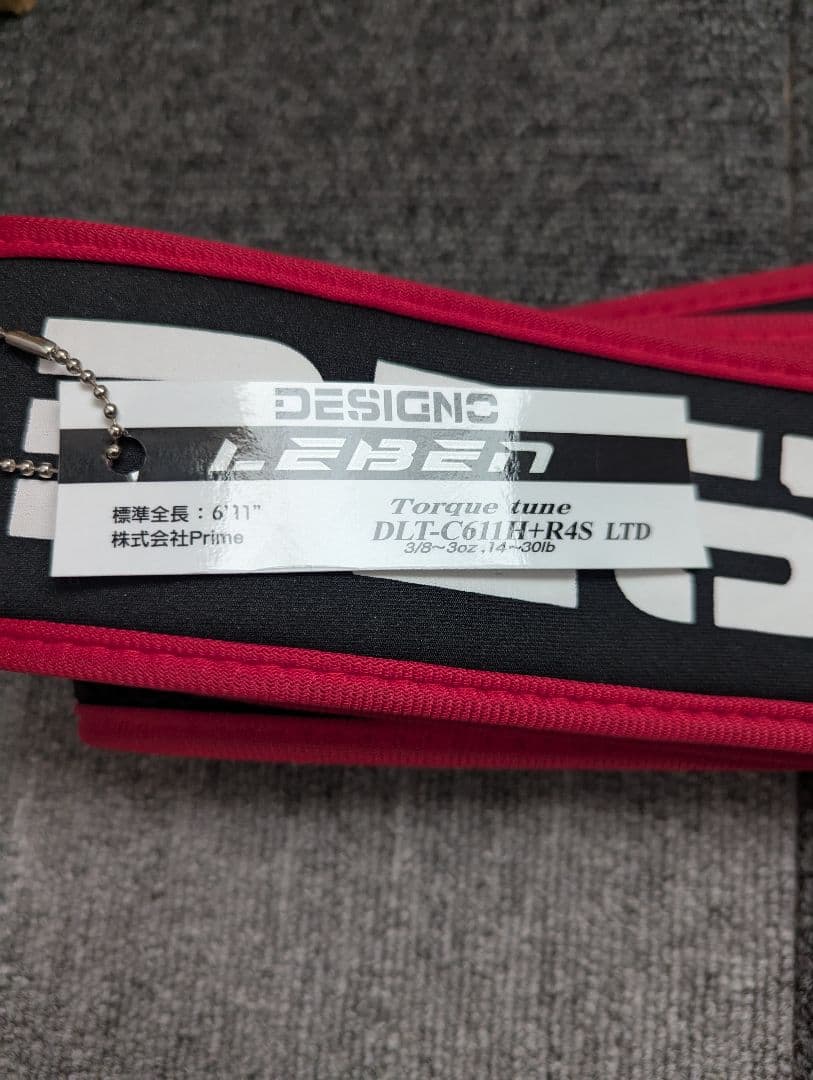 DESIGNO
LEBEN
標準全長：6'11"
株式会社Prime
Torque tune
DLT-C611H+R4S LTD
3/8〜3oz .14〜30lb